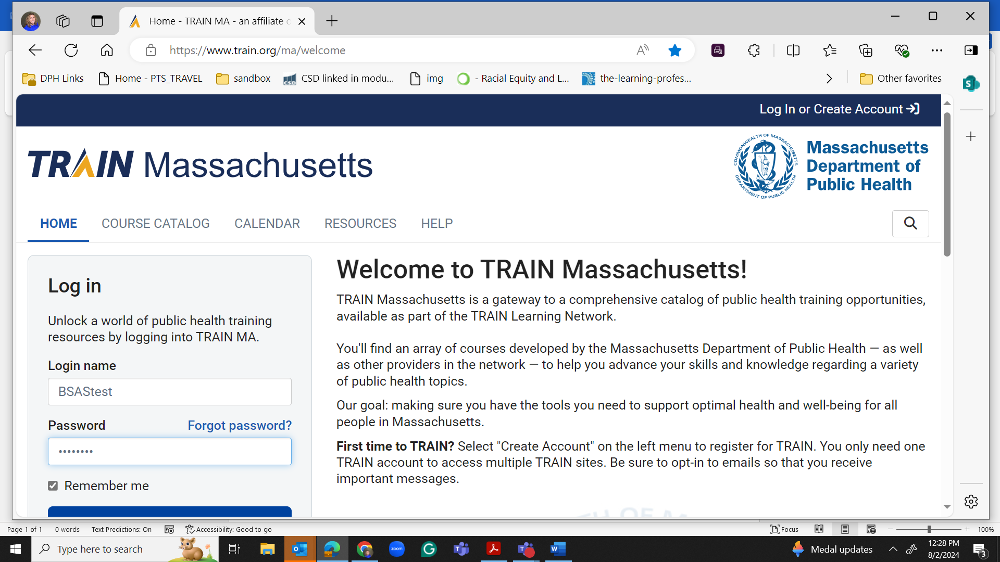 Home - TRAIN MA - an affiliate o
https://www.train.org/ma/welcome
DPH Links
Home - PTS_TRAVEL
sandbox
CSD linked in modu...
img
- Racial Equity and L...
the-learning-profes...
Other favorites
Log In or Create Account
TRAIN Massachusetts
COMMONWEALTH OF MASSACHUSETTS
DEPARTMENT OF PUBLIC HEALTH
Massachusetts
Department of
Public Health
HOME
COURSE CATALOG
CALENDAR
RESOURCES
HELP
Log in
Unlock a world of public health training
resources by logging into TRAIN MA.
Login name
BSAStest
Password
Forgot password?
••••••••
Remember me
Welcome to TRAIN Massachusetts!
TRAIN Massachusetts is a gateway to a comprehensive catalog of public health training opportunities,
available as part of the TRAIN Learning Network.
You'll find an array of courses developed by the Massachusetts Department of Public Health — as well
as other providers in the network — to help you advance your skills and knowledge regarding a variety
of public health topics.
Our goal: making sure you have the tools you need to support optimal health and well-being for all
people in Massachusetts.
First time to TRAIN? Select "Create Account" on the left menu to register for TRAIN. You only need one
TRAIN account to access multiple TRAIN sites. Be sure to opt-in to emails so that you receive
important messages.
Page 1 of 1
0 words
Text Predictions: On
Accessibility: Good to go
Focus
100%
Type here to search
zoom
Medal updates
12:28 PM
8/2/2024
3